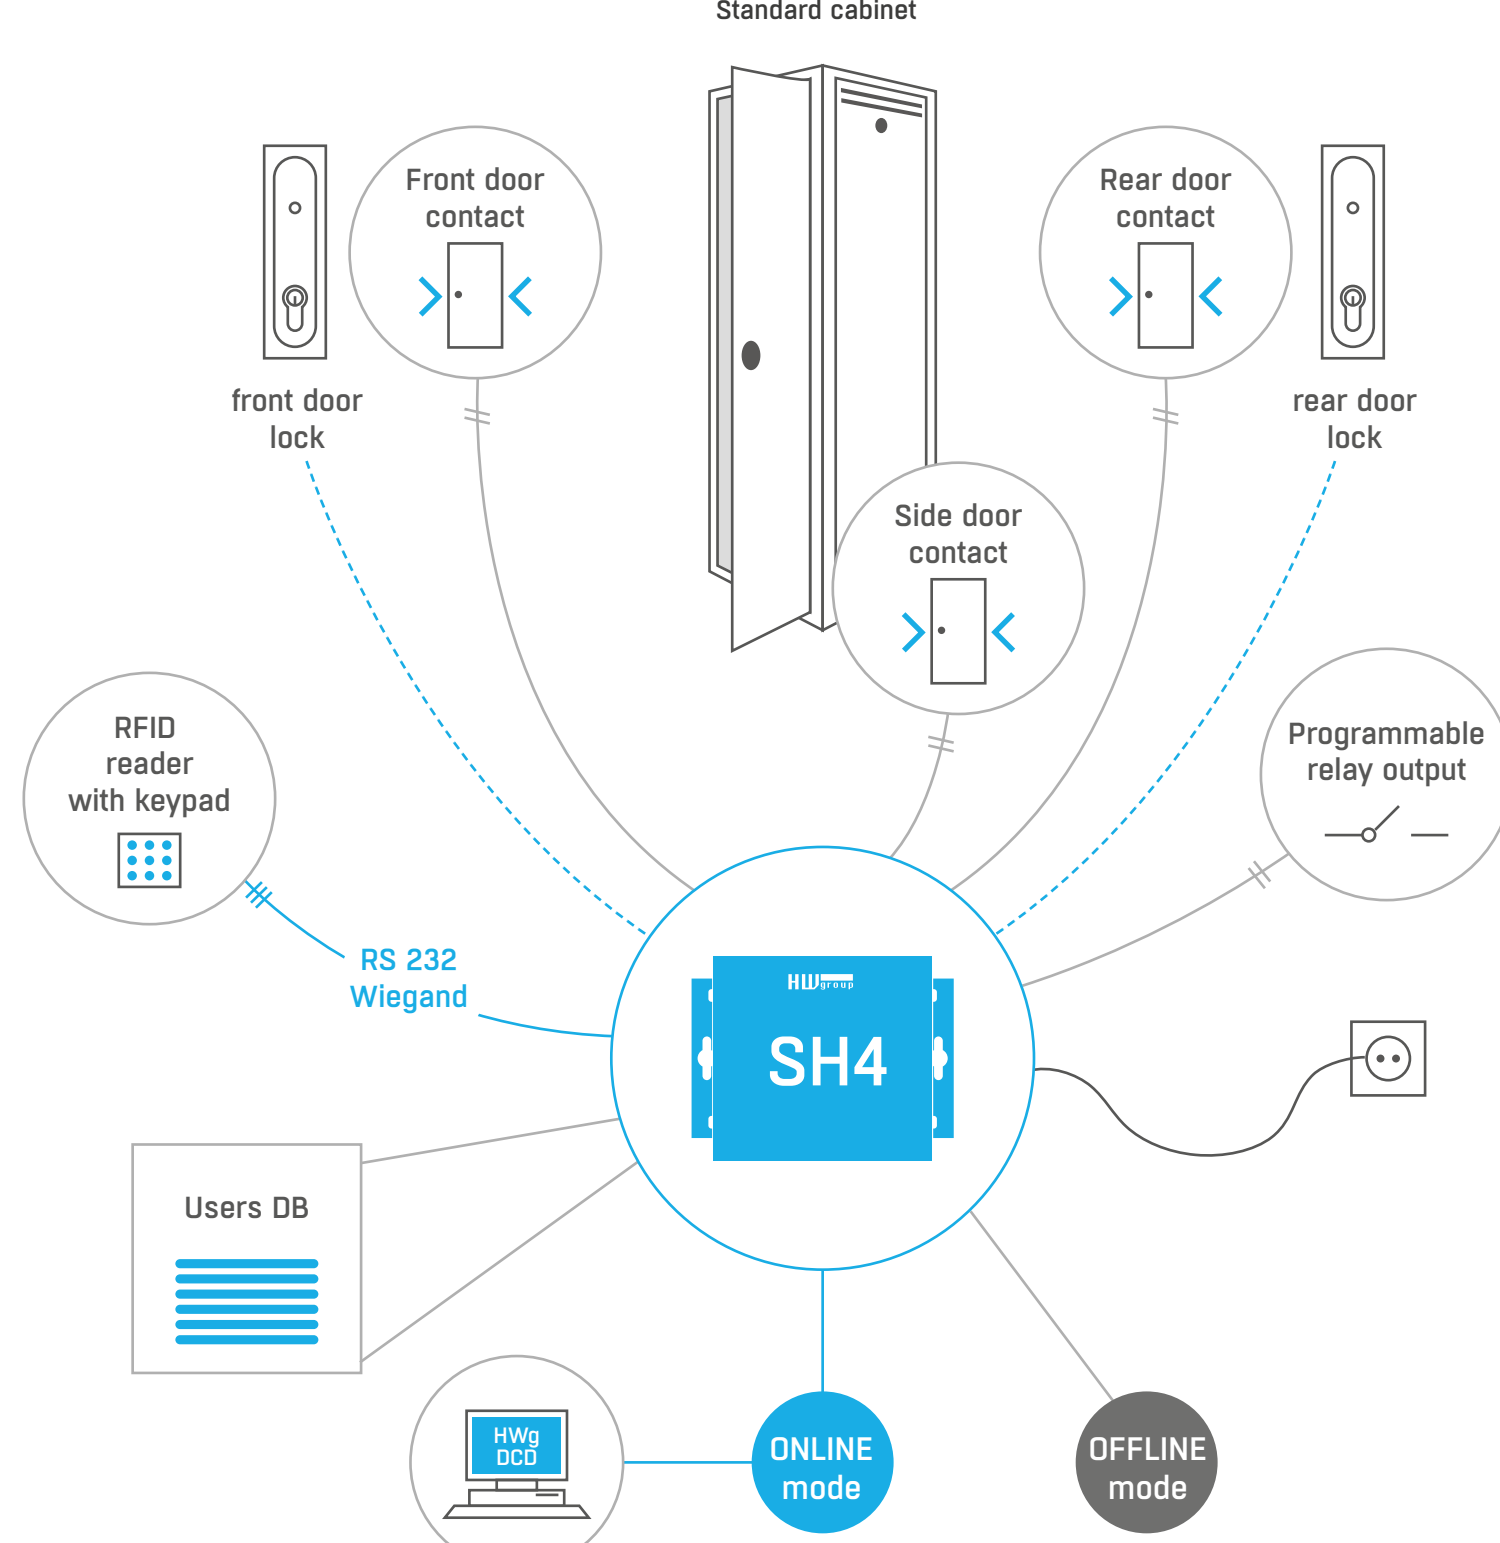 Standard cabinet
Front door
contact
Rear door
contact
front door
lock
rear door
lock
Side door
contact
RFID
reader
with keypad
Programmable
relay output
RS 232
Wiegand
HW group
SH4
Users DB
HWg
DCD
ONLINE
mode
OFFLINE
mode